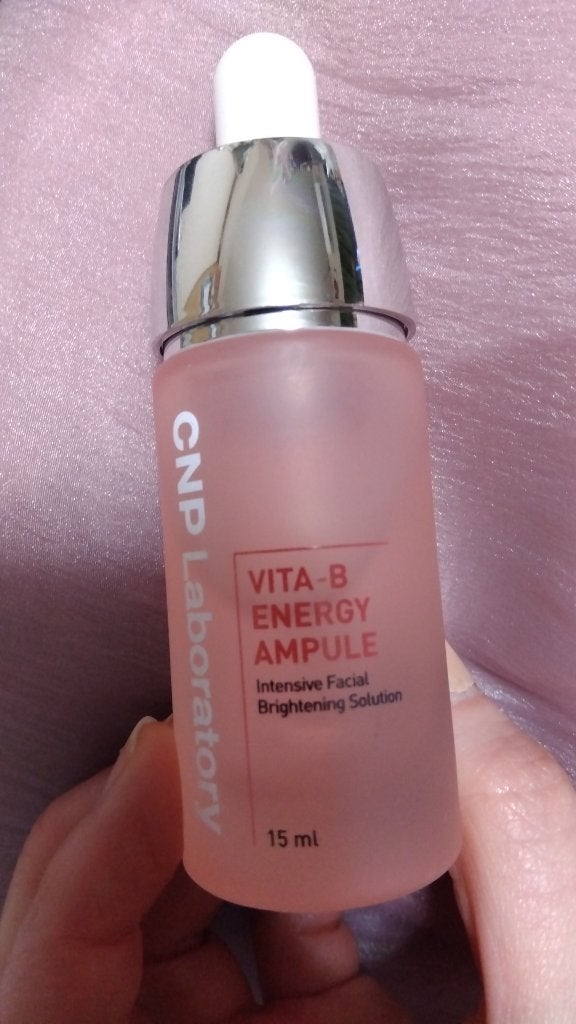 CNP Laboratory
VITA-B
ENERGY
AMPULE
Intensive Facial
Brightening Solution
15 ml